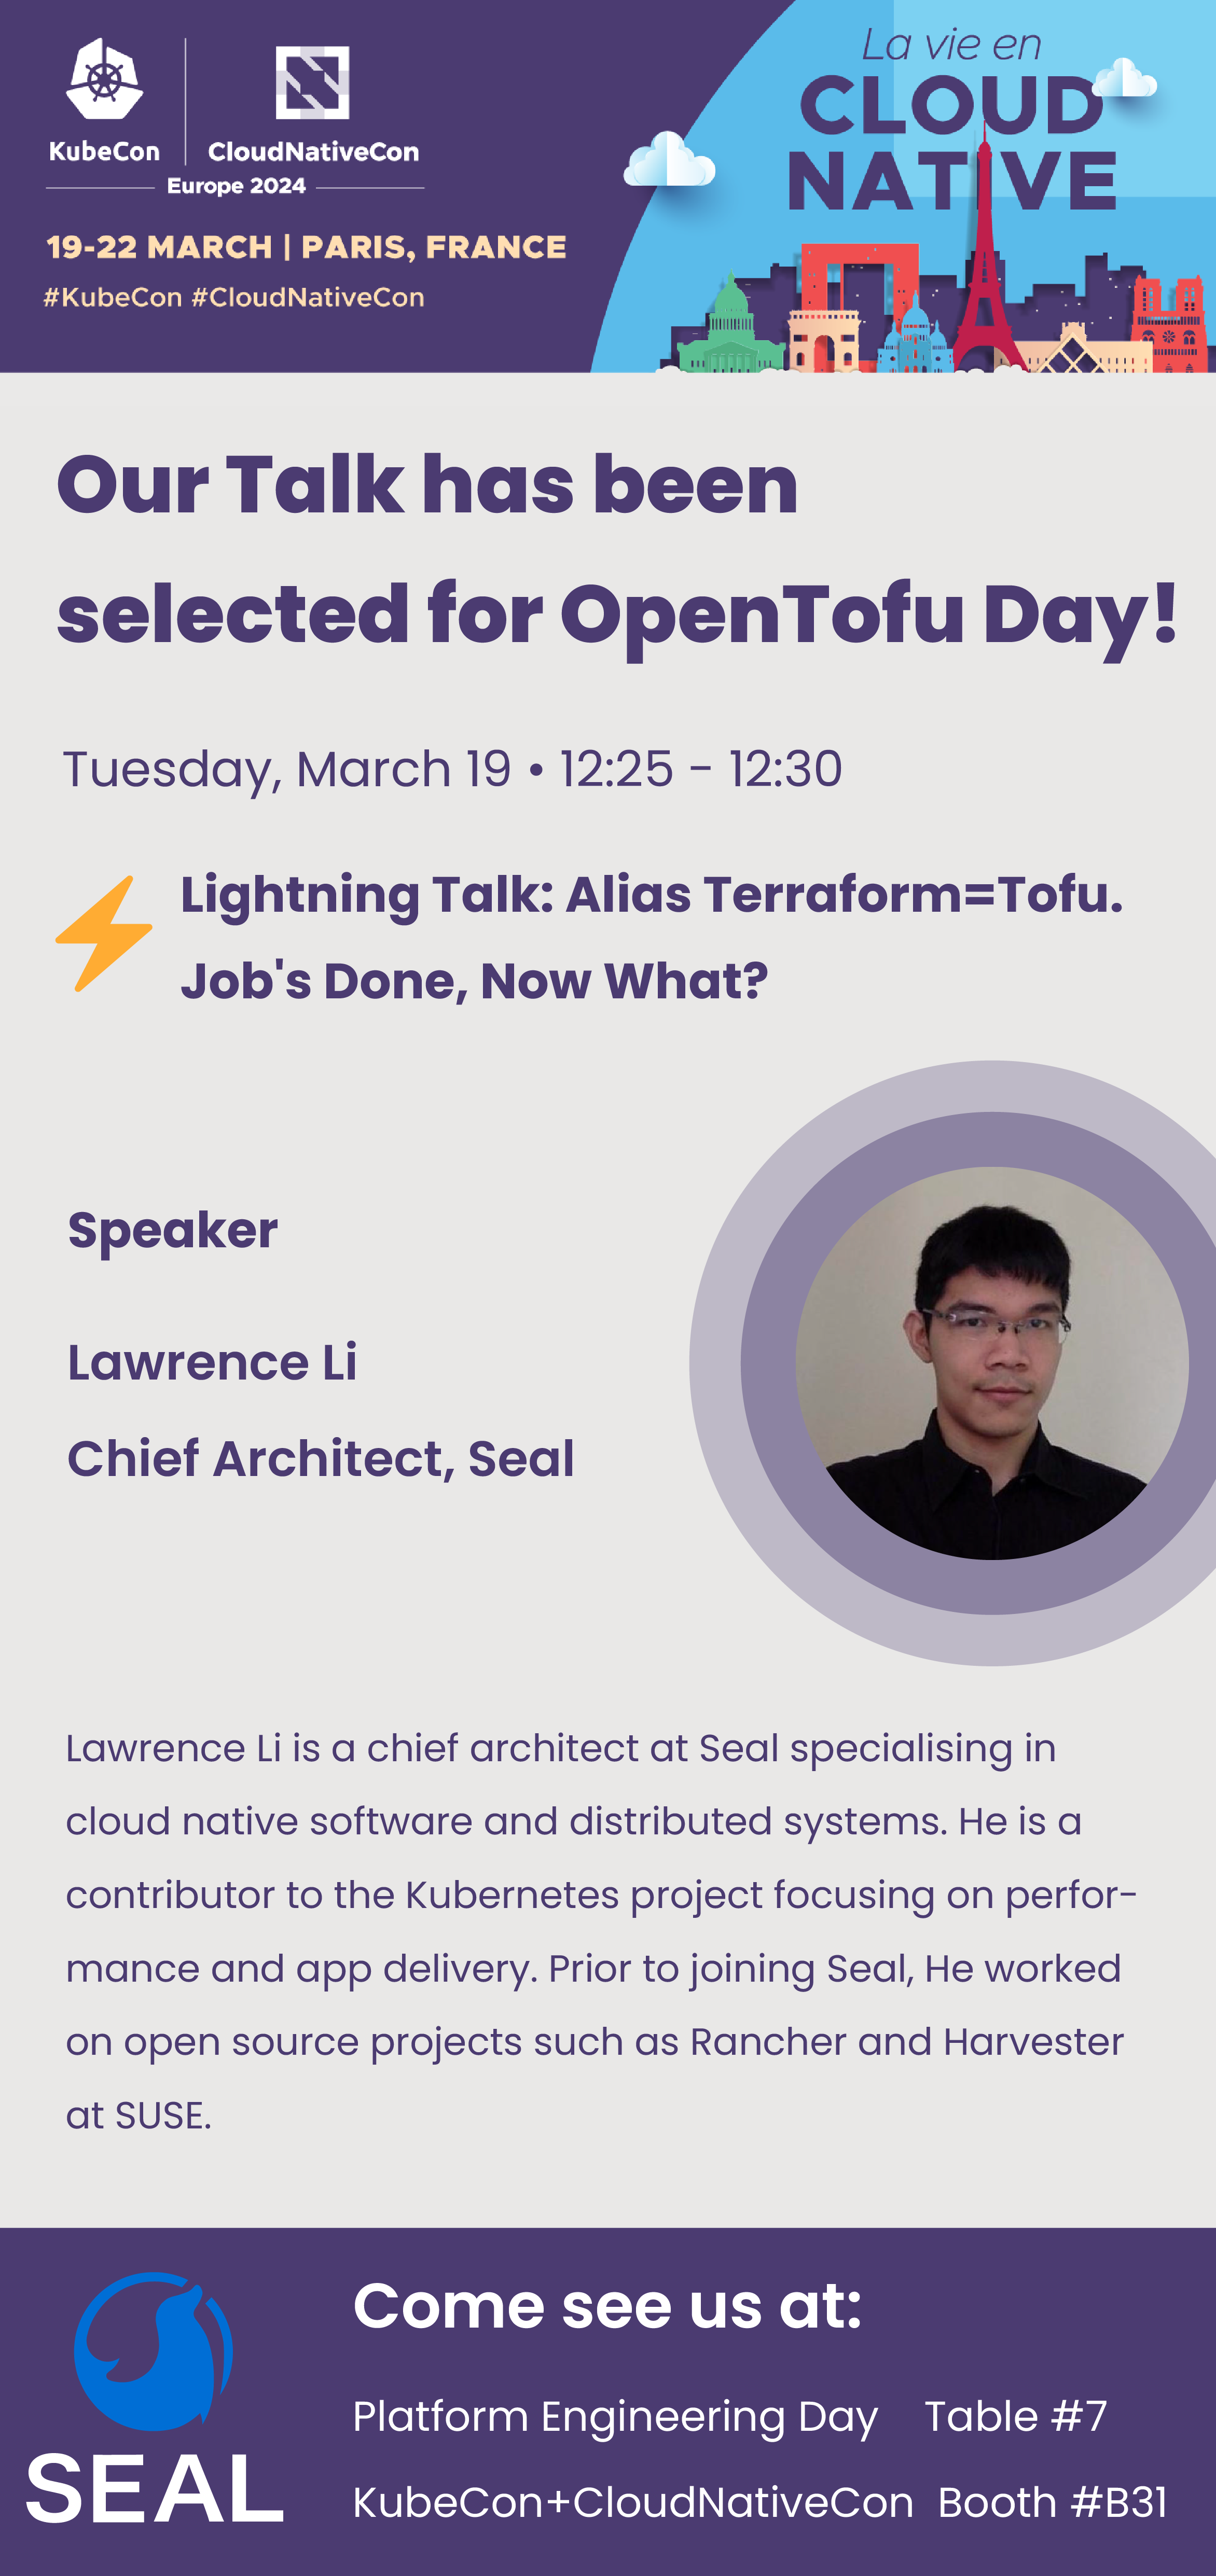 KubeCon
CloudNativeCon
Europe 2024
19-22 MARCH | PARIS, FRANCE
#KubeCon #CloudNativeCon
La vie en
CLOUD
NATIVE
Our Talk has been
selected for OpenTofu Day!
Tuesday, March 19 • 12:25 - 12:30
Lightning Talk: Alias Terraform=Tofu.
Job's Done, Now What?
Speaker
Lawrence Li
Chief Architect, Seal
Lawrence Li is a chief architect at Seal specialising in
cloud native software and distributed systems. He is a
contributor to the Kubernetes project focusing on perfor-
mance and app delivery. Prior to joining Seal, He worked
on open source projects such as Rancher and Harvester
at SUSE.
SEAL
Come see us at:
Platform Engineering Day Table #7
KubeCon+CloudNativeCon Booth #B31